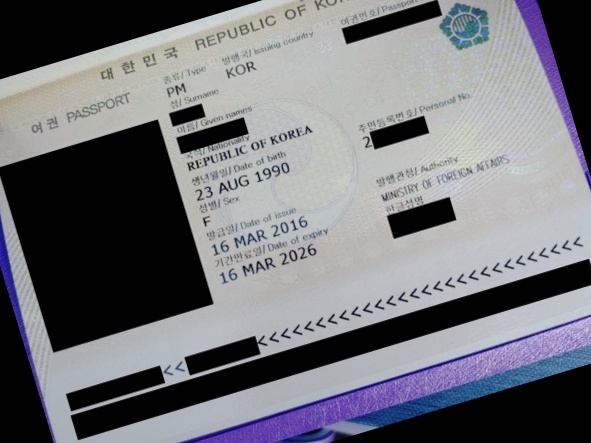 대한민국 REPUBLIC OF KO
여권 PASSPORT
종류/ Type 발행국/ Issuing country 여권번호/ Passport
PM KOR
성/ Surname
이름/ Given names
국적/ Nationality 주민등록번호/ Personal No.
REPUBLIC OF KOREA 2
생년월일/ Date of birth
23 AUG 1990
성별/ Sex 발행관청/ Authority
F MINISTRY OF FOREIGN AFFAIRS
발급일/ Date of issue 한글성명
16 MAR 2016
기간만료일/ Date of expiry
16 MAR 2026